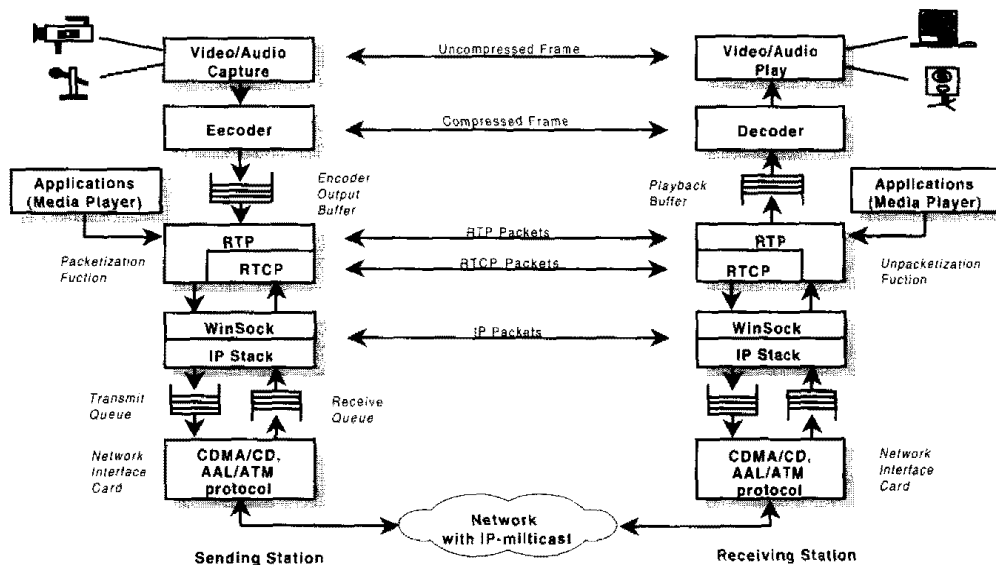 Uncompressed Frame
Video/Audio
Capture
Video/Audio
Play
Compressed Frame
Eecoder
Decoder
Encoder
Output
Buffer
Playback
Buffer
Applications
(Media Player)
Applications
(Media Player)
RTP Packets
RTP
RTP
RTCP Packets
RTCP
RTCP
Packetization
Fuction
Unpacketization
Fuction
IP Packets
WinSock
IP Stack
WinSock
IP Stack
Transmit
Queue
Receive
Queue
Network
Interface
Card
CDMA/CD,
AAL/ATM
protocol
CDMA/CD,
AAL/ATM
protocol
Network
Interface
Card
Network
with IP-milticast
Sending Station
Receiving Station